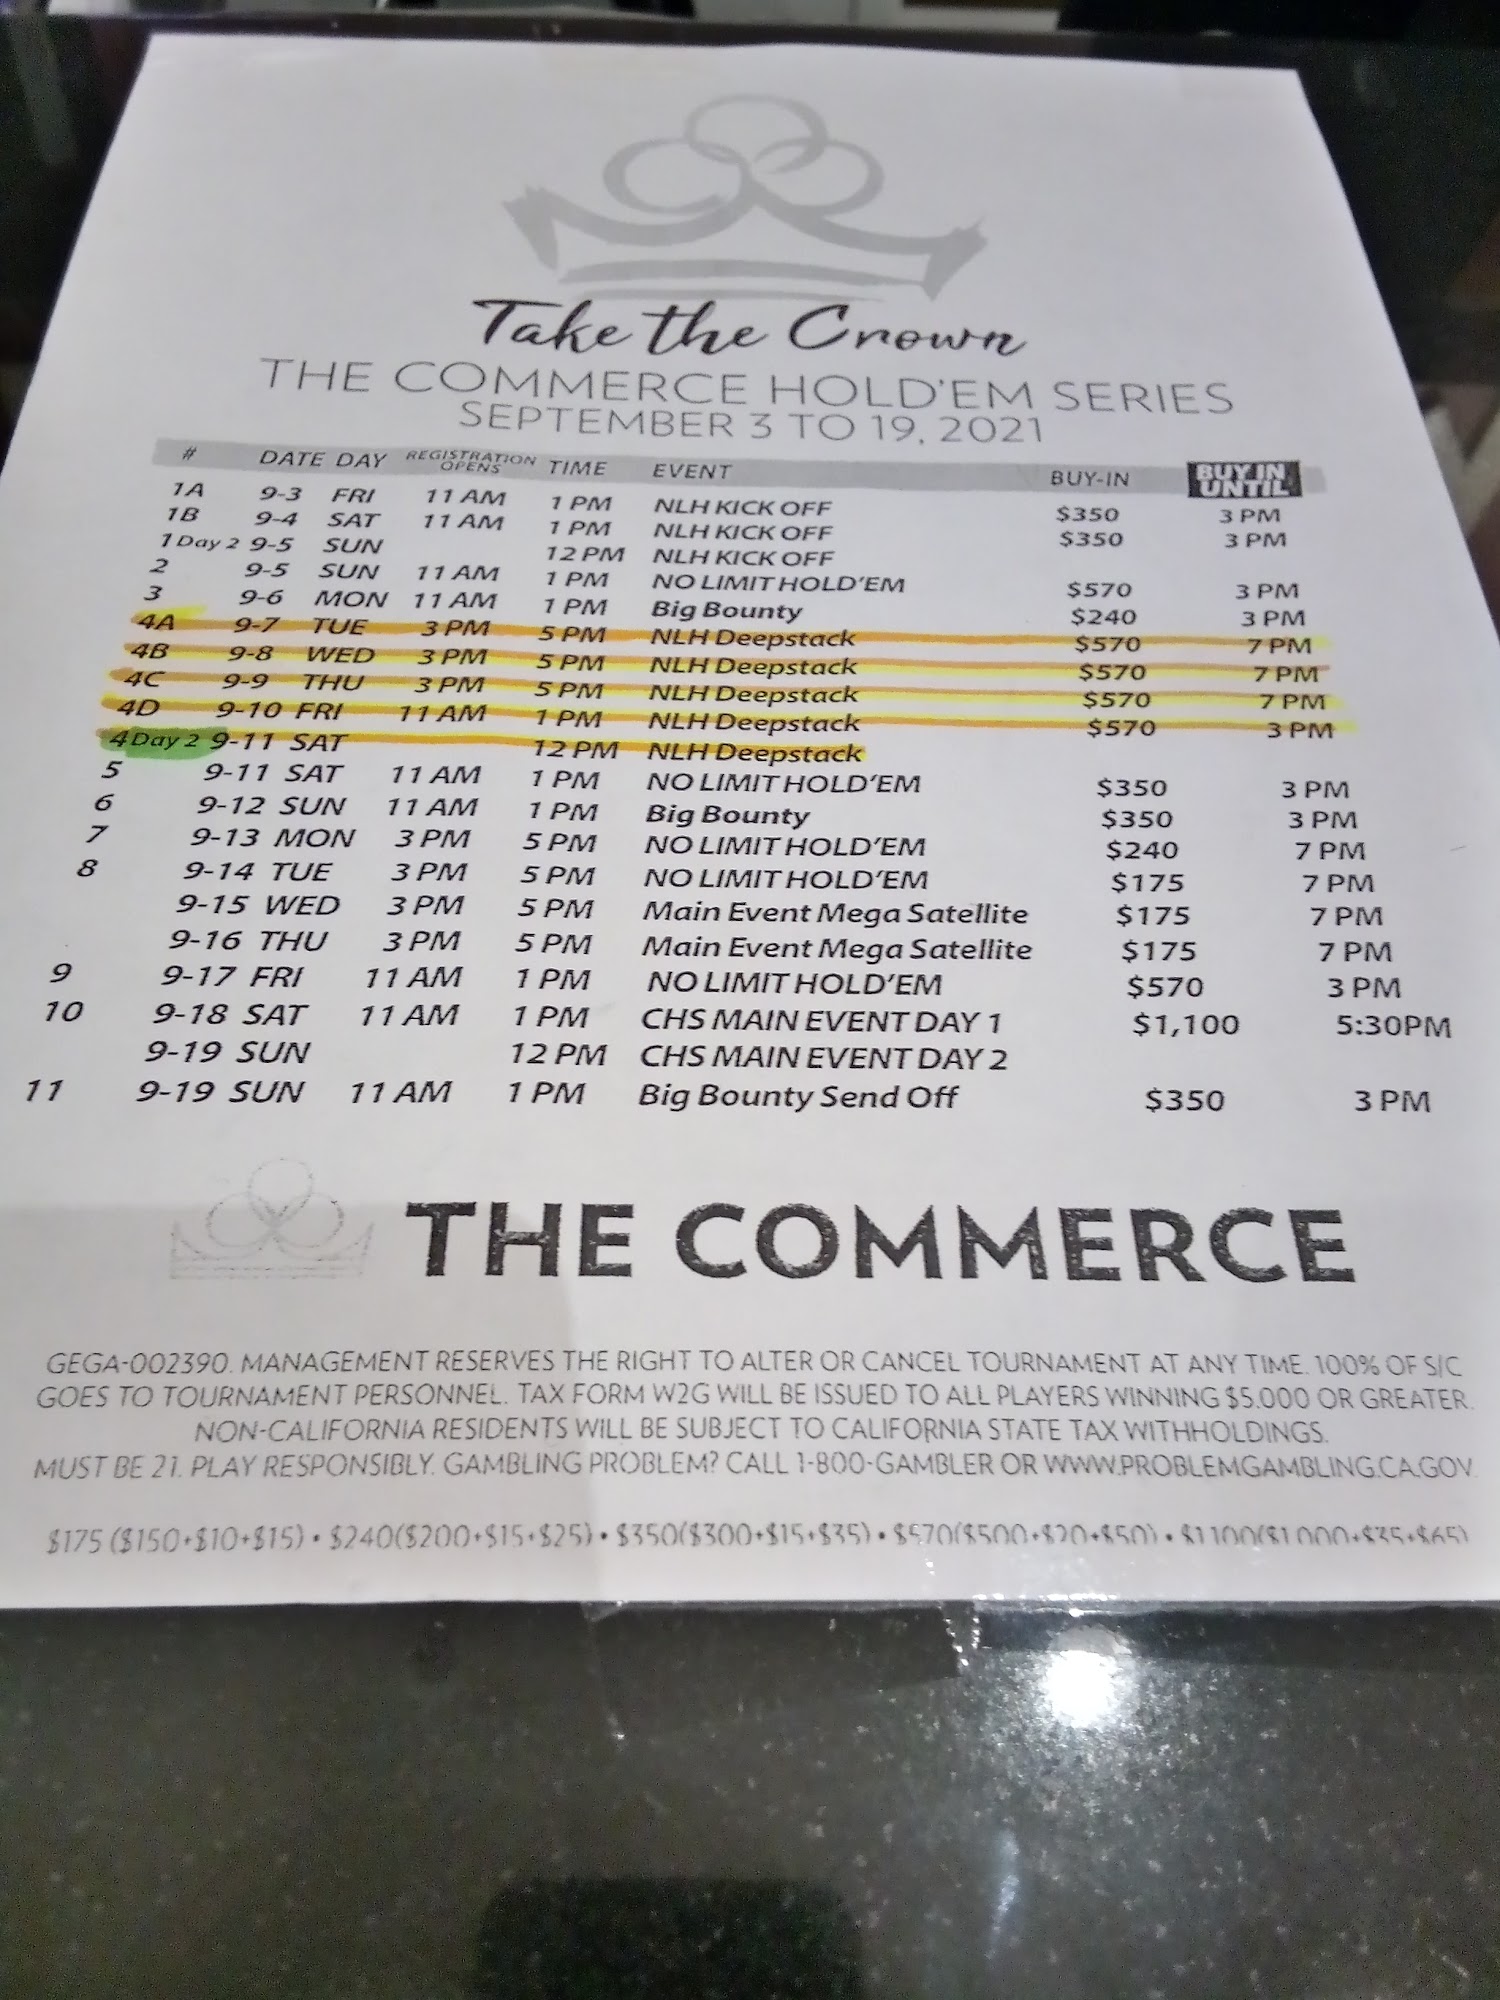 Take the Crown
THE COMMERCE HOLD'EM SERIES
SEPTEMBER 3 TO 19, 2021
# DATE DAY REGISTRATION OPENS TIME EVENT BUY-IN BUY IN UNTIL
1A 9-3 FRI 11 AM 1 PM NLH KICK OFF $350 3 PM
1B 9-4 SAT 11 AM 1 PM NLH KICK OFF $350 3 PM
1 Day 2 9-5 SUN 12 PM NLH KICK OFF
2 9-5 SUN 11 AM 1 PM NO LIMIT HOLD'EM $570 3 PM
3 9-6 MON 11 AM 1 PM Big Bounty $240 3 PM
4A 9-7 TUE 3 PM 5 PM NLH Deepstack $570 7 PM
4B 9-8 WED 3 PM 5 PM NLH Deepstack $570 7 PM
4C 9-9 THU 3 PM 5 PM NLH Deepstack $570 7 PM
4D 9-10 FRI 11 AM 1 PM NLH Deepstack $570 3 PM
4 Day 2 9-11 SAT 12 PM NLH Deepstack
5 9-11 SAT 11 AM 1 PM NO LIMIT HOLD'EM $350 3 PM
6 9-12 SUN 11 AM 1 PM Big Bounty $350 3 PM
7 9-13 MON 3 PM 5 PM NO LIMIT HOLD'EM $240 7 PM
8 9-14 TUE 3 PM 5 PM NO LIMIT HOLD'EM $175 7 PM
9-15 WED 3 PM 5 PM Main Event Mega Satellite $175 7 PM
9-16 THU 3 PM 5 PM Main Event Mega Satellite $175 7 PM
9 9-17 FRI 11 AM 1 PM NO LIMIT HOLD'EM $570 3 PM
10 9-18 SAT 11 AM 1 PM CHS MAIN EVENT DAY 1 $1,100 5:30PM
9-19 SUN 12 PM CHS MAIN EVENT DAY 2
11 9-19 SUN 11 AM 1 PM Big Bounty Send Off $350 3 PM
THE COMMERCE
GEGA-002390. MANAGEMENT RESERVES THE RIGHT TO ALTER OR CANCEL TOURNAMENT AT ANY TIME. 100% OF S/C
GOES TO TOURNAMENT PERSONNEL. TAX FORM W2G WILL BE ISSUED TO ALL PLAYERS WINNING $5,000 OR GREATER.
NON-CALIFORNIA RESIDENTS WILL BE SUBJECT TO CALIFORNIA STATE TAX WITHHOLDINGS.
MUST BE 21. PLAY RESPONSIBLY. GAMBLING PROBLEM? CALL 1-800-GAMBLER OR WWW.PROBLEMGAMBLING.CA.GOV
$175 ($150+$10+$15) • $240($200+$15+$25) • $350($300+$15+$35) • $570($500+$20+$50) • $1100($1,000+$35+$65)